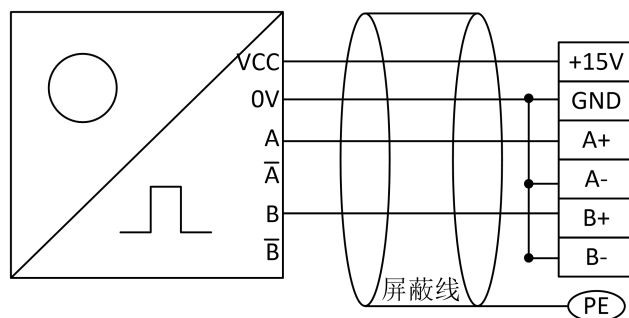 VCC
0V
A
A̅
B
B̅
+15V
GND
A+
A-
B+
B-
屏蔽线
PE